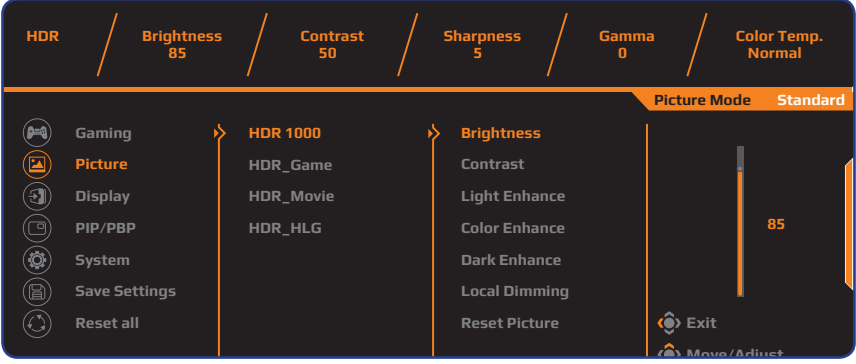 HDR Brightness Contrast Sharpness Gamma Color Temp.
85 50 5 0 Normal
Picture Mode Standard
Gaming HDR 1000 Brightness
Picture HDR_Game Contrast
Display HDR_Movie Light Enhance
PIP/PBP HDR_HLG Color Enhance 85
System Dark Enhance
Save Settings Local Dimming
Reset all Reset Picture Exit
Move/Adjust